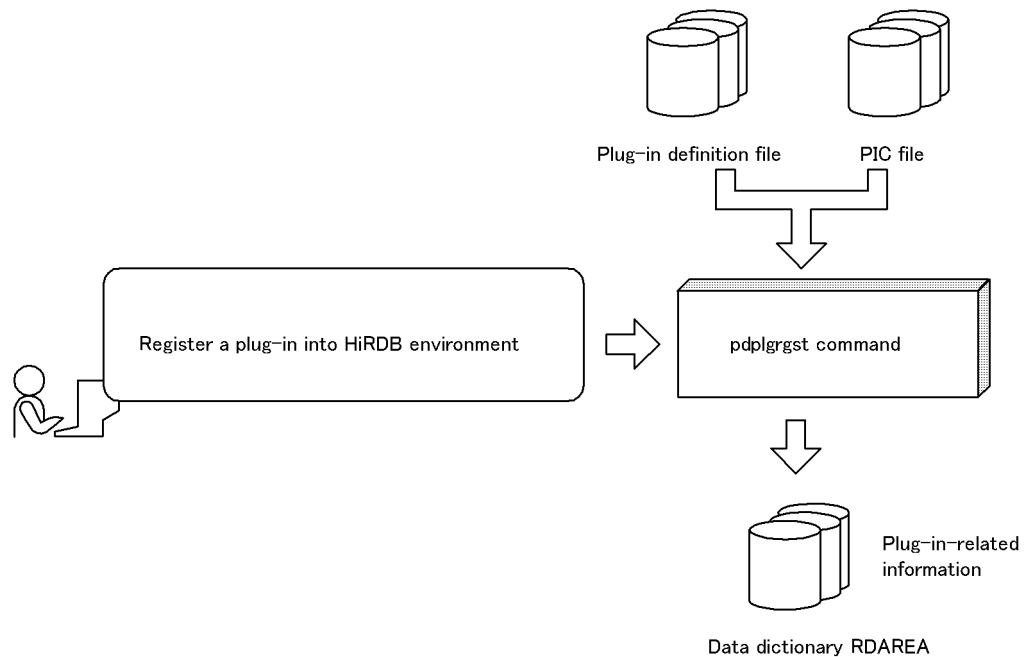 Plug-in definition file
PIC file
Register a plug-in into HiRDB environment
pdplgrgst command
Plug-in-related
information
Data dictionary RDAREA